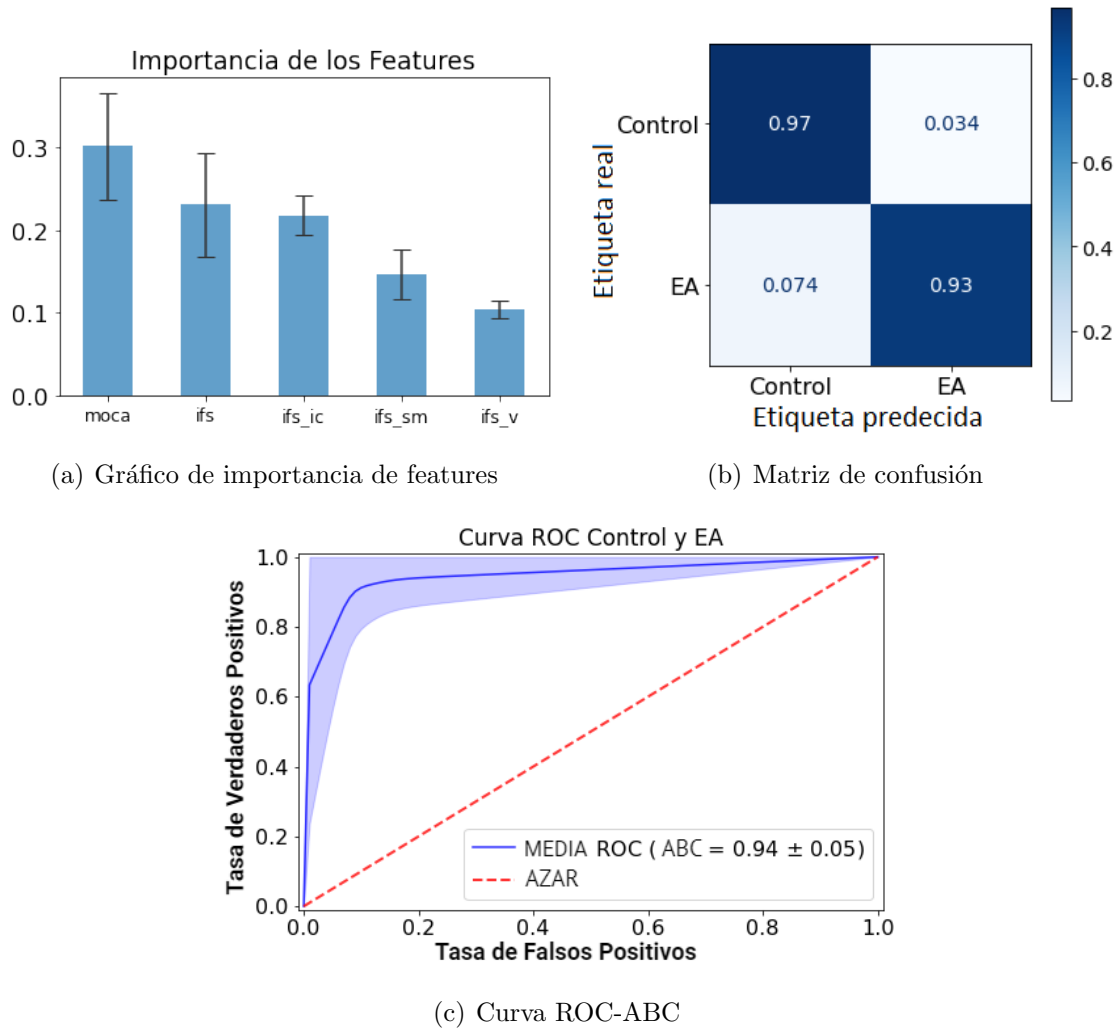 Importancia de los Features
0.3
0.2
0.1
0.0
moca
ifs
ifs_ic
ifs_sm
ifs_v
(a) Gráfico de importancia de features
Etiqueta real
Control
EA
0.97
0.034
0.074
0.93
Control
EA
Etiqueta predecida
0.8
0.6
0.4
0.2
(b) Matriz de confusión
Curva ROC Control y EA
Tasa de Verdaderos Positivos
1.0
0.8
0.6
0.4
0.2
0.0
MEDIA ROC ( ABC = 0.94 ± 0.05)
AZAR
0.0
0.2
0.4
0.6
0.8
1.0
Tasa de Falsos Positivos
(c) Curva ROC-ABC